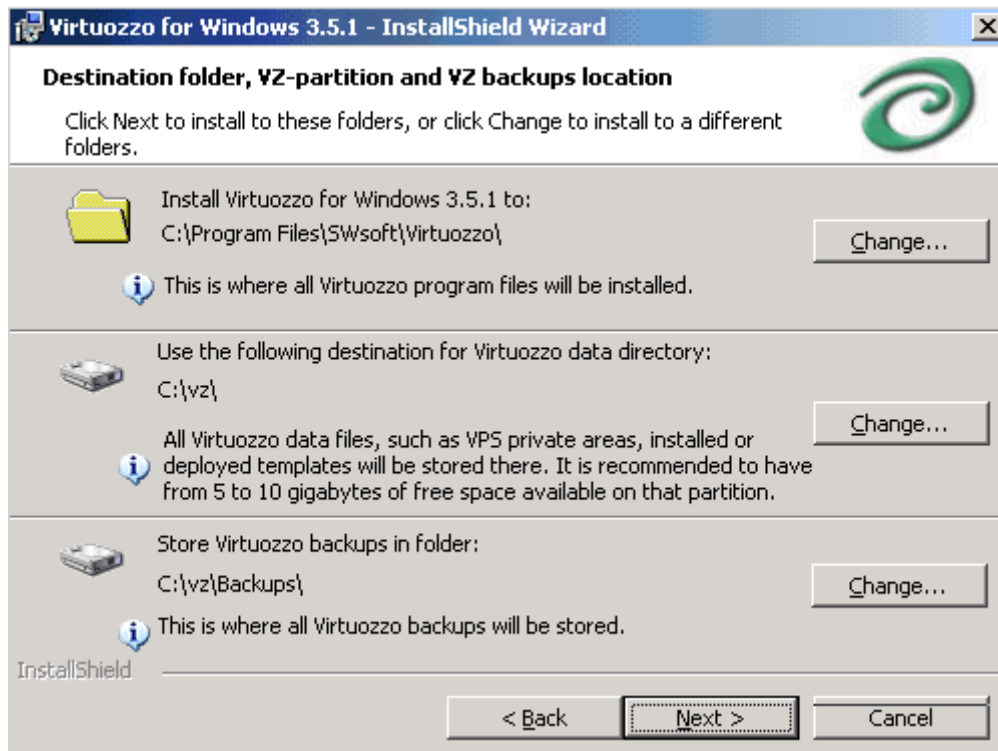 Virtuozzo for Windows 3.5.1 - InstallShield Wizard
Destination folder, VZ-partition and VZ backups location
Click Next to install to these folders, or click Change to install to a different
folders.
Install Virtuozzo for Windows 3.5.1 to:
C:\Program Files\SWsoft\Virtuozzo\
Change...
This is where all Virtuozzo program files will be installed.
Use the following destination for Virtuozzo data directory:
C:\vz\
Change...
All Virtuozzo data files, such as VPS private areas, installed or
deployed templates will be stored there. It is recommended to have
from 5 to 10 gigabytes of free space available on that partition.
Store Virtuozzo backups in folder:
C:\vz\Backups\
Change...
This is where all Virtuozzo backups will be stored.
InstallShield
< Back Next > Cancel